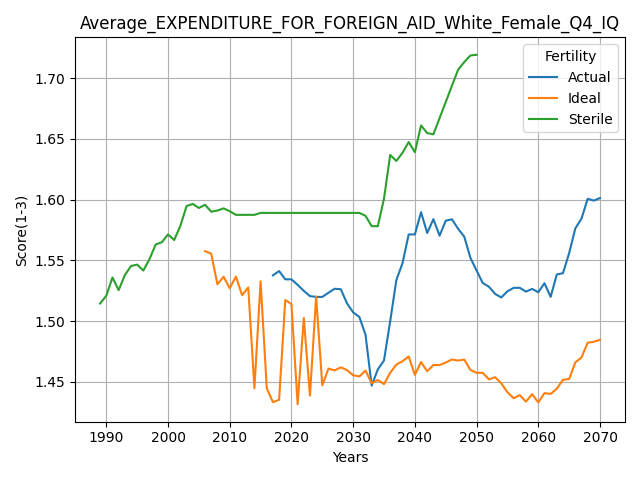 Average_EXPENDITURE_FOR_FOREIGN_AID_White_Female_Q4_IQ
Fertility
Actual
Ideal
Sterile
Score(1-3)
1.70
1.65
1.60
1.55
1.50
1.45
1990 2000 2010 2020 2030 2040 2050 2060 2070
Years